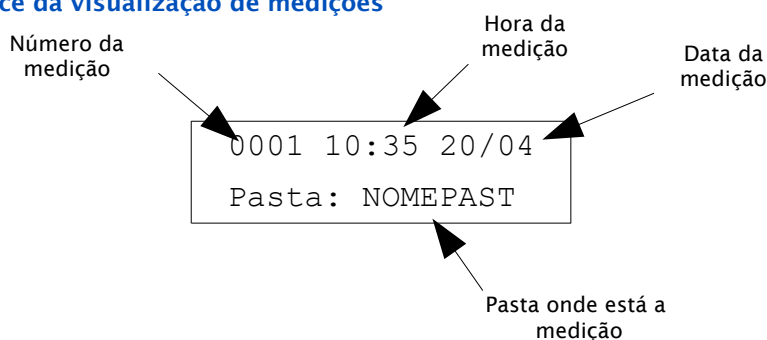 da visualização de medições
Número da
medição
Hora da
medição
Data da
medição
0001 10:35 20/04
Pasta: NOMEPAST
Pasta onde está a
medição